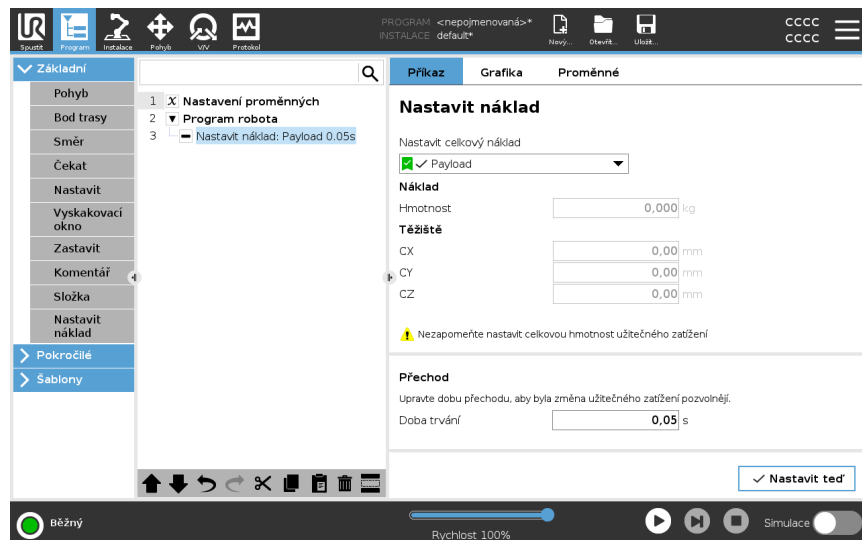 PROGRAM <nepojmenovaná>*
INSTALACE default*
CCCC
CCCC
Spustit
Program
Instalace
Pohyb
V/V
Protokol
Nový...
Otevřít...
Uložit...
Základní
Pohyb
Bod trasy
Směr
Čekat
Nastavit
Vyskakovací
okno
Zastavit
Komentář
Složka
Nastavit
náklad
Pokročilé
Šablony
1 X Nastavení proměnných
2 Program robota
3 Nastavit náklad: Payload 0.05s
Příkaz Grafika Proměnné
Nastavit náklad
Nastavit celkový náklad
Payload
Náklad
Hmotnost 0,000 kg
Těžiště
CX 0,00 mm
CY 0,00 mm
CZ 0,00 mm
Nezapomeňte nastavit celkovou hmotnost užitečného zatížení
Přechod
Upravte dobu přechodu, aby byla změna užitečného zatížení pozvolnější.
Doba trvání 0,05 s
Nastavit teď
Běžný
Rychlost 100%
Simulace